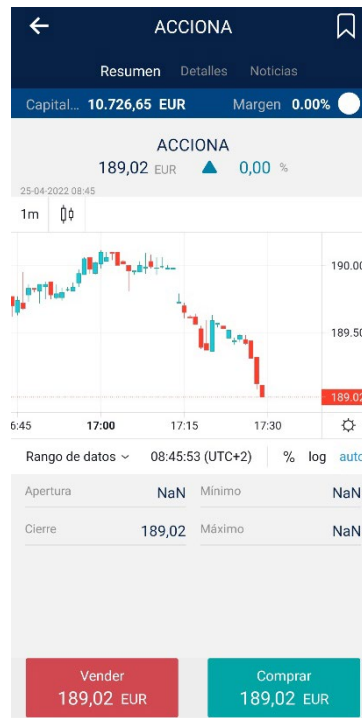 ACCIONA
Resumen Detalles Noticias
Capital... 10.726,65 EUR Margen 0.00%
ACCIONA
189,02 EUR ▲ 0,00 %
25-04-2022 08:45
1m
190.00
189.50
189.02
6:45 17:00 17:15 17:30
Rango de datos 08:45:53 (UTC+2) % log auto
Apertura NaN Mínimo NaN
Cierre 189,02 Máximo NaN
Vender Comprar
189,02 EUR 189,02 EUR